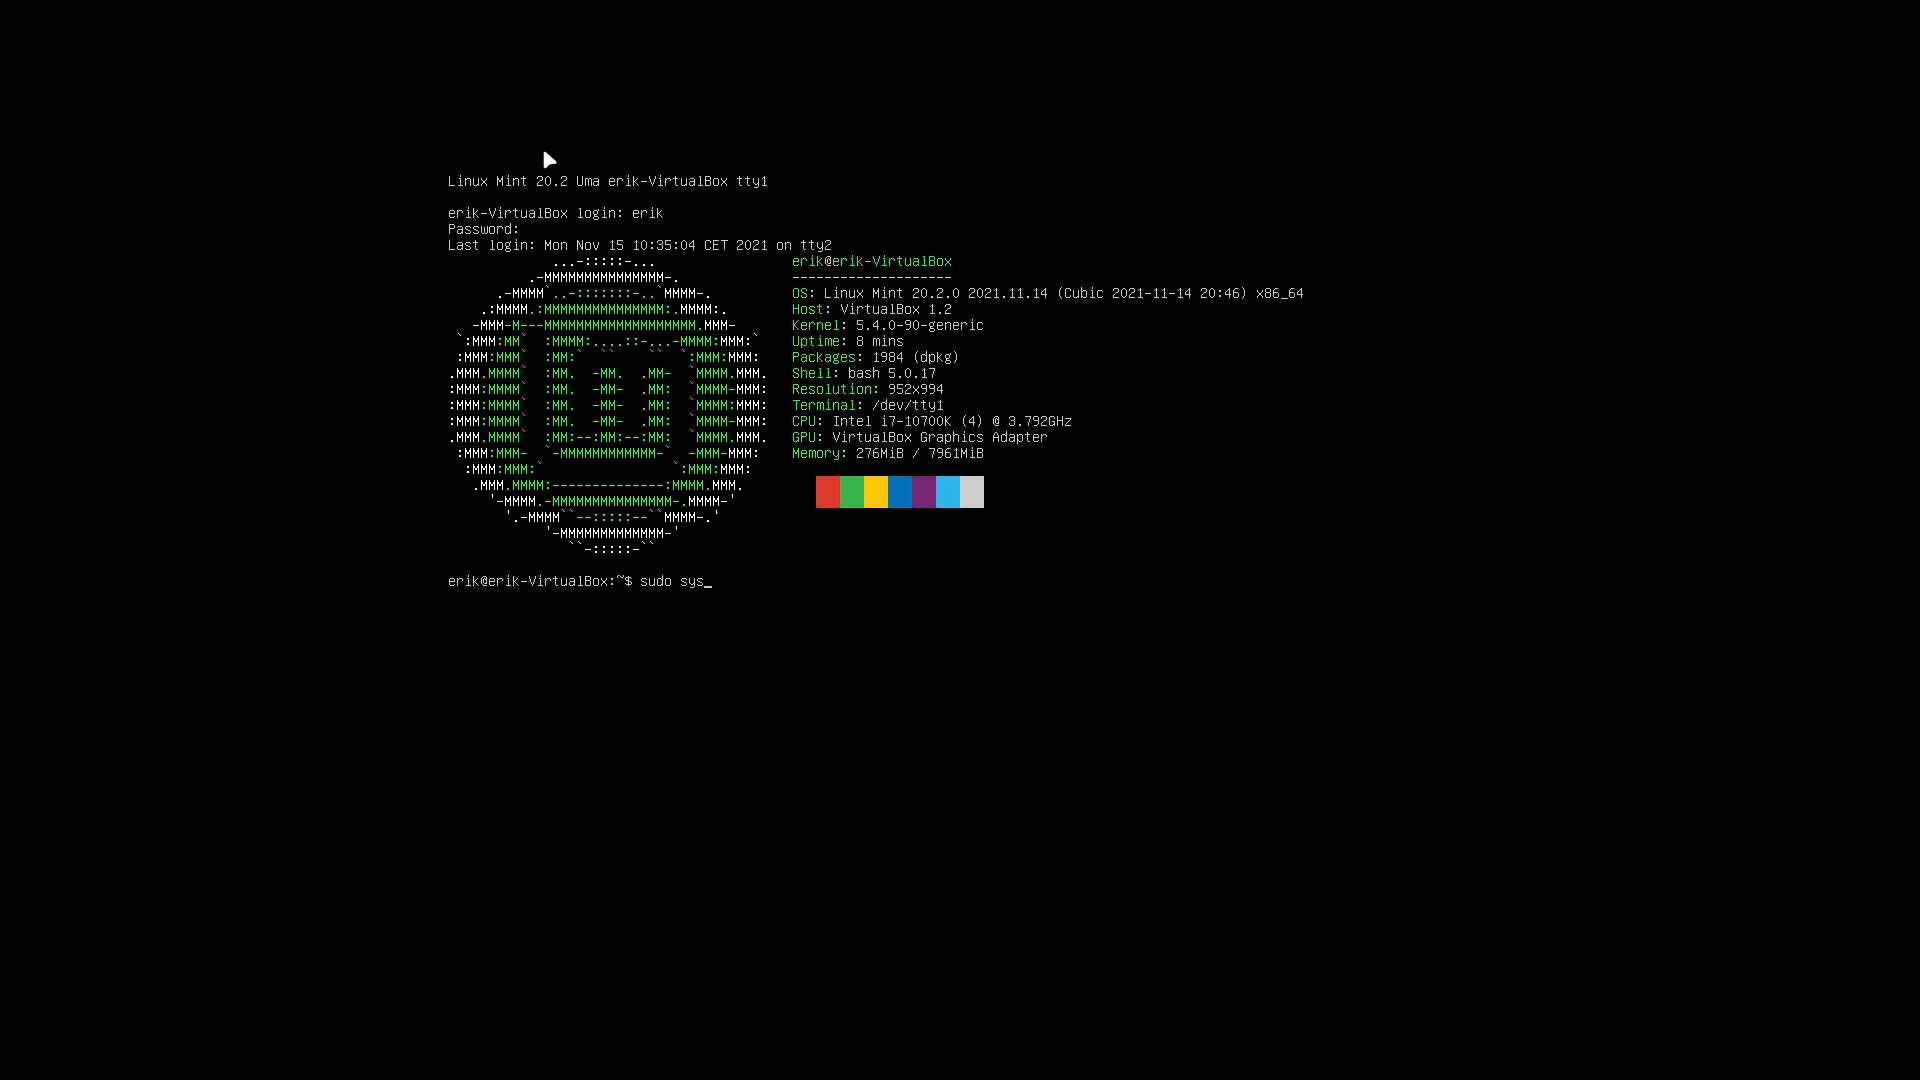 Linux Mint 20.2 Uma erik-VirtualBox tty1
erik-VirtualBox login: erik
Password:
Last login: Mon Nov 15 10:35:04 CET 2021 on tty2
erik@erik-VirtualBox
--------------------
OS: Linux Mint 20.2.0 2021.11.14 (Cubic 2021-11-14 20:46) x86_64
Host: VirtualBox 1.2
Kernel: 5.4.0-90-generic
Uptime: 8 mins
Packages: 1984 (dpkg)
Shell: bash 5.0.17
Resolution: 952x994
Terminal: /dev/tty1
CPU: Intel i7-10700K (4) @ 3.792GHz
GPU: VirtualBox Graphics Adapter
Memory: 276MiB / 7961MiB
erik@erik-VirtualBox:~$ sudo sys_